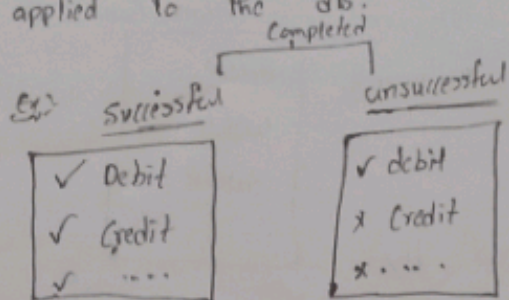 applied to the db.
Completed
Ex:- Successful unsuccessful
✓ Debit ✓ debit
✓ Credit x Credit
✓ .... x ....